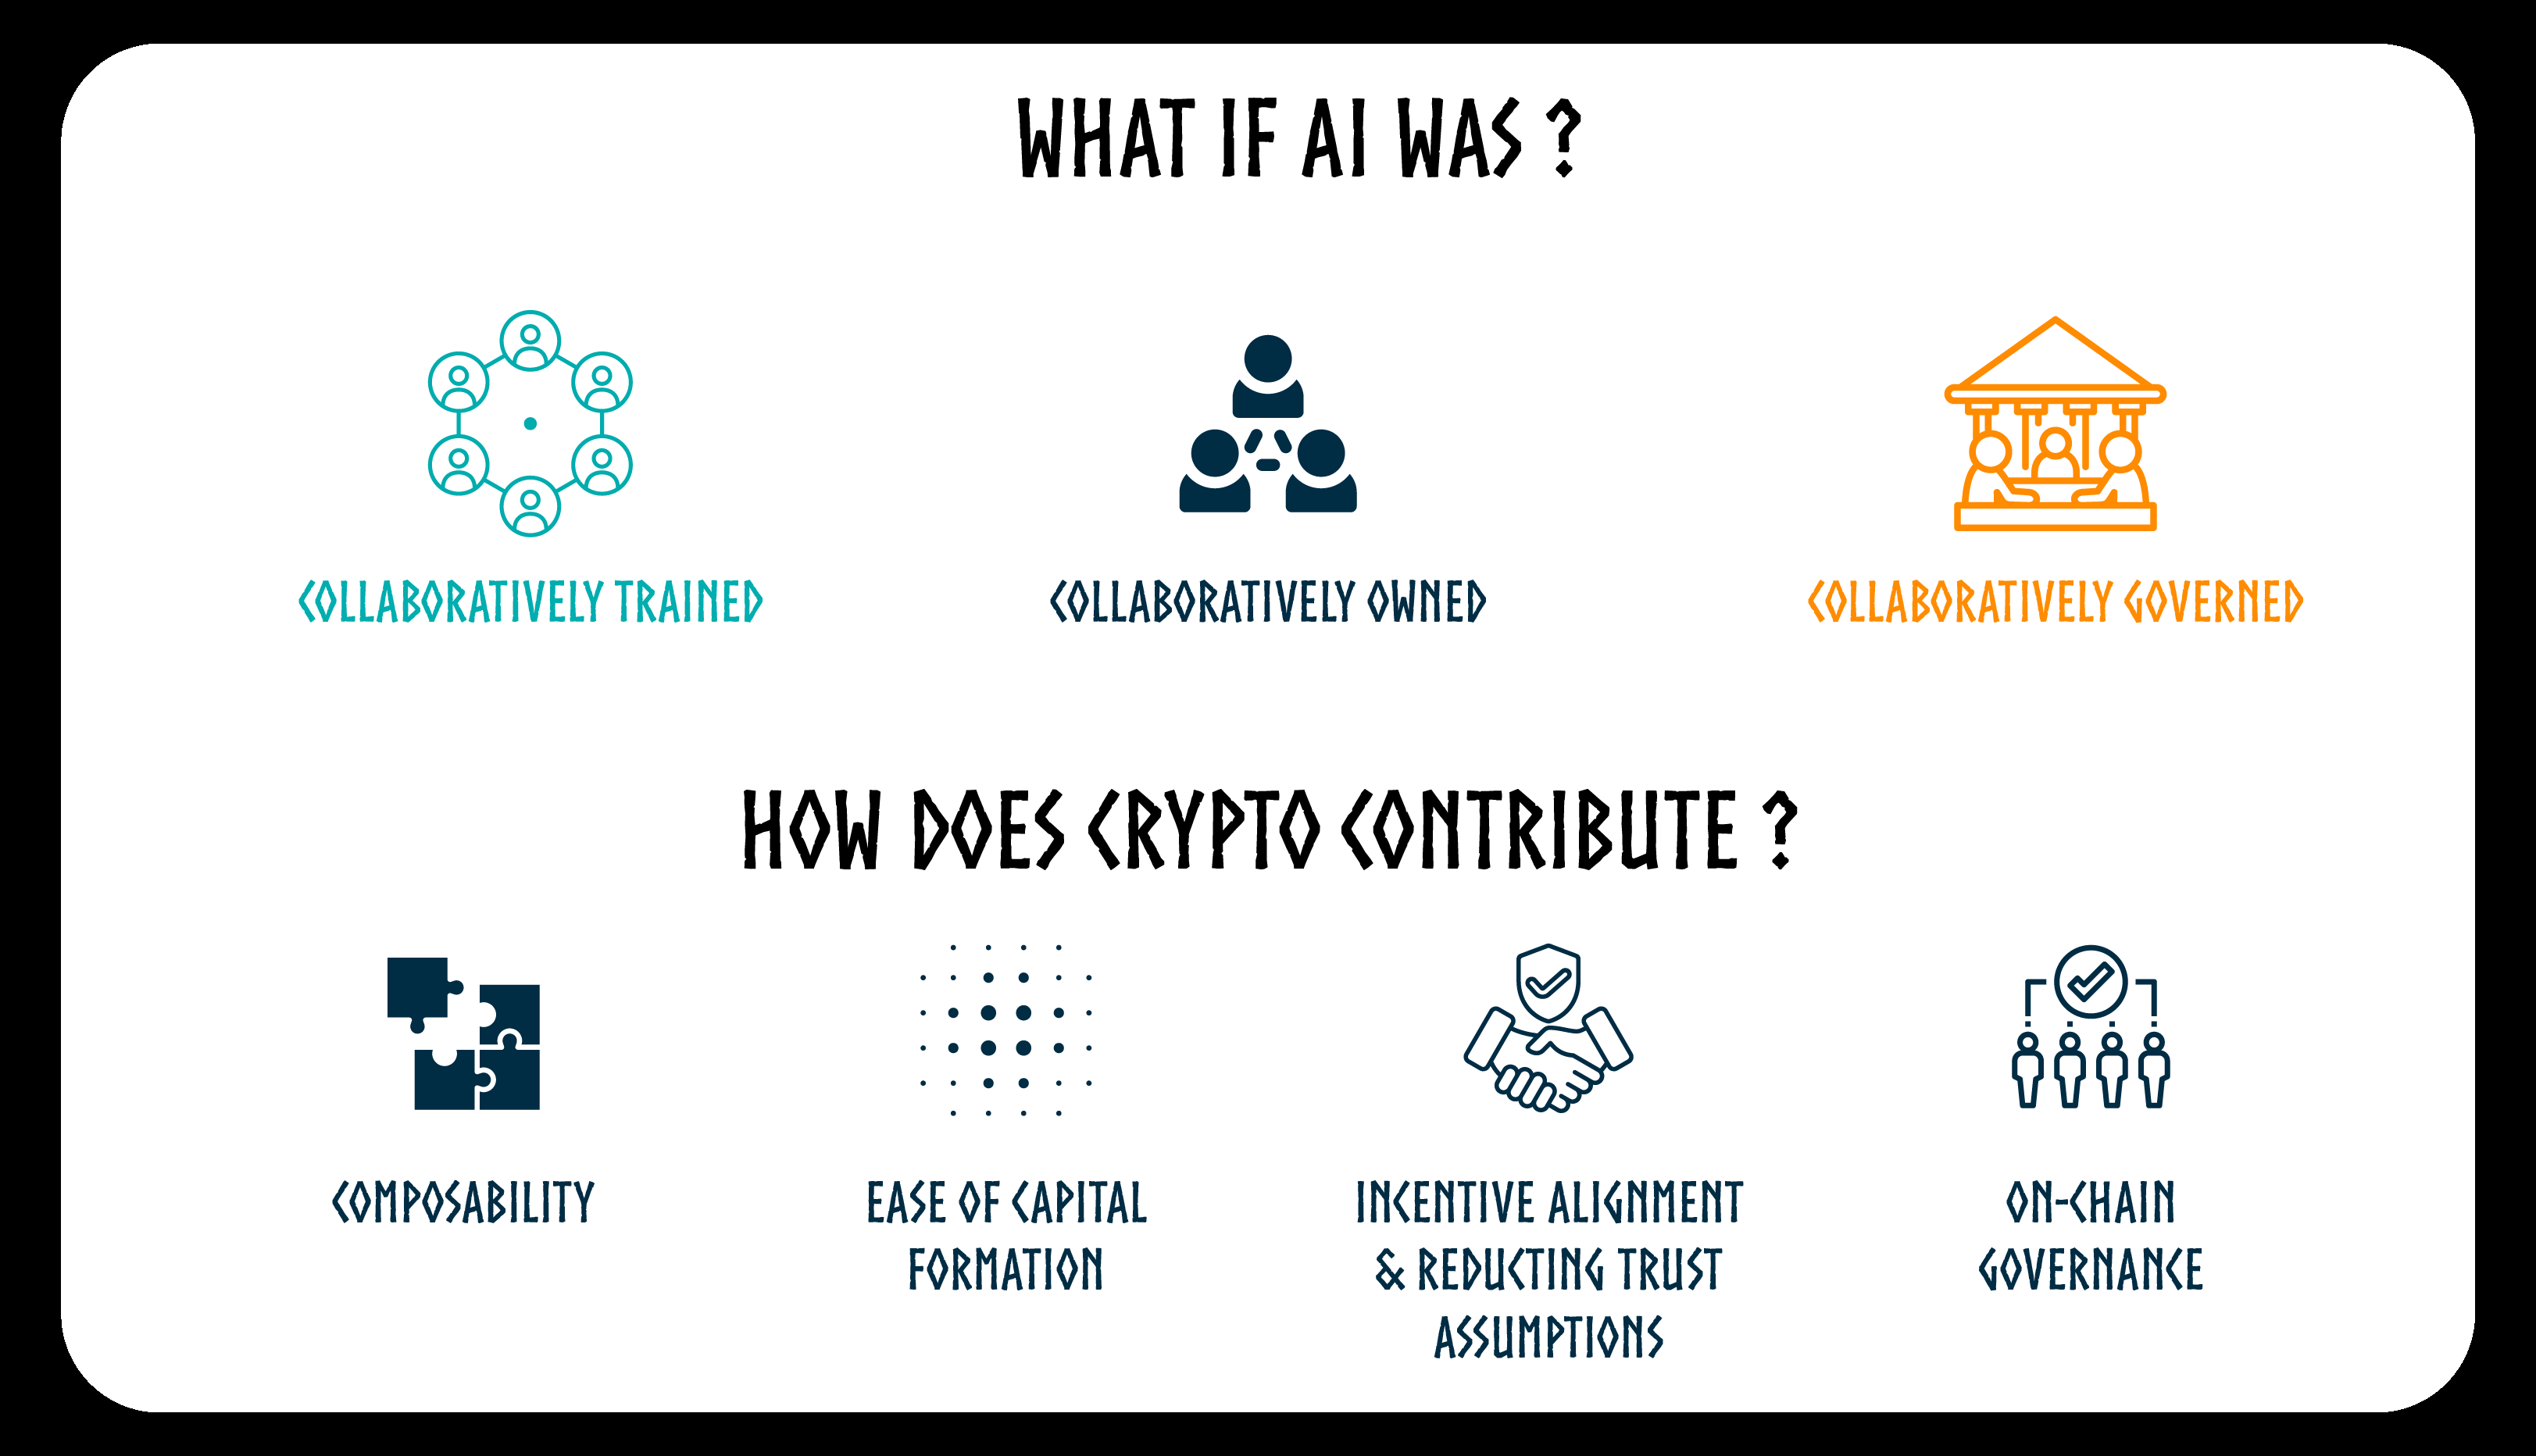 WHAT IF AI WAS ?
COLLABORATIVELY TRAINED
COLLABORATIVELY OWNED
COLLABORATIVELY GOVERNED
HOW DOES CRYPTO CONTRIBUTE ?
COMPOSABILITY
EASE OF CAPITAL
FORMATION
INCENTIVE ALIGNMENT
& REDUCTING TRUST
ASSUMPTIONS
ON-CHAIN
GOVERNANCE